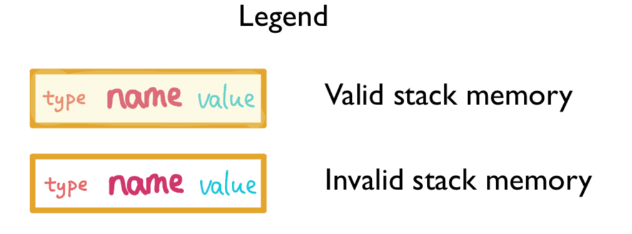 Legend
type name value Valid stack memory
type name value Invalid stack memory